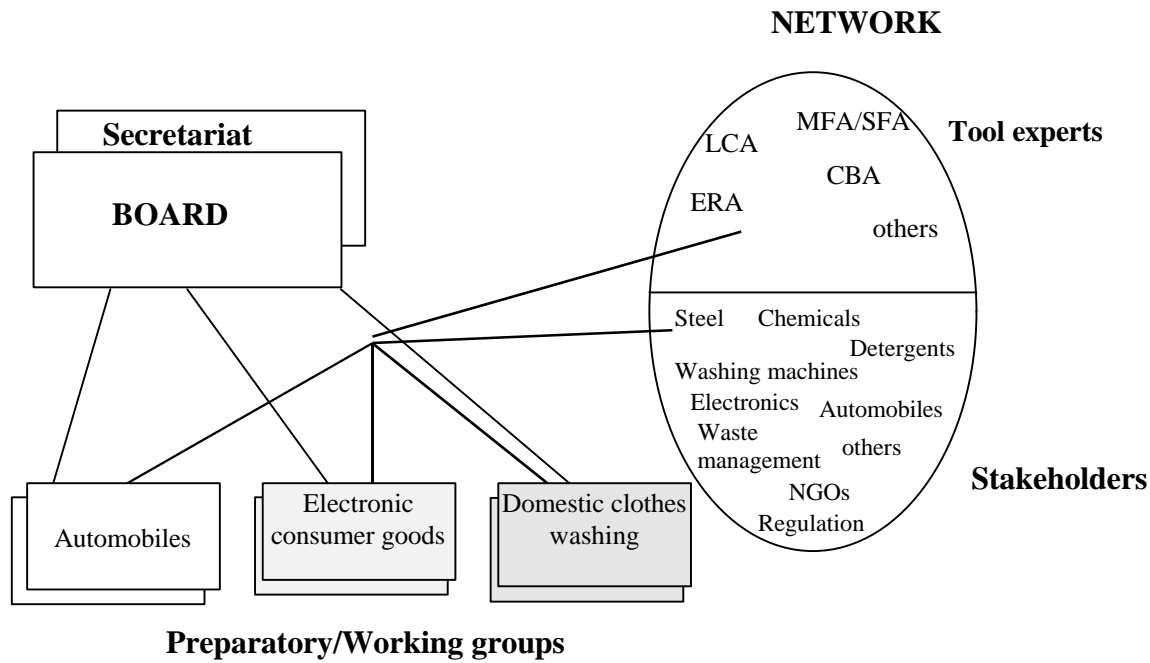 NETWORK
Secretariat
BOARD
MFA/SFA
LCA
CBA
ERA
others
Tool experts
Steel
Chemicals
Detergents
Washing machines
Electronics
Automobiles
Waste
management
others
NGOs
Regulation
Stakeholders
Automobiles
Electronic
consumer goods
Domestic clothes
washing
Preparatory/Working groups